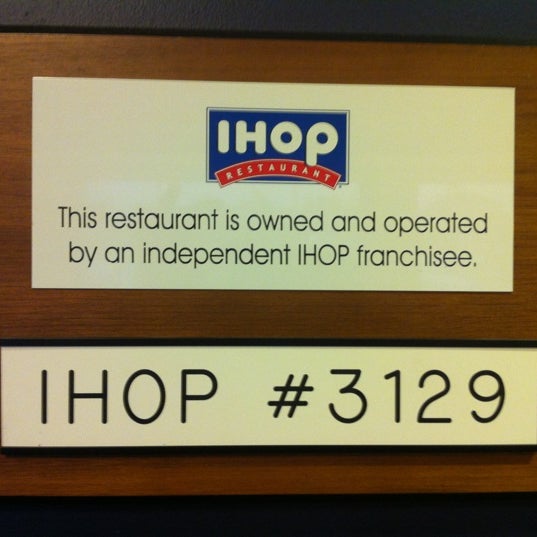 IHOP
RESTAURANT
This restaurant is owned and operated
by an independent IHOP franchisee.
IHOP #3129